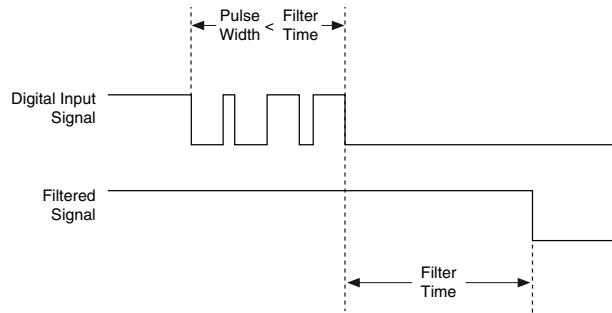 Pulse Width < Filter Time
Digital Input
Signal
Filtered
Signal
Filter
Time